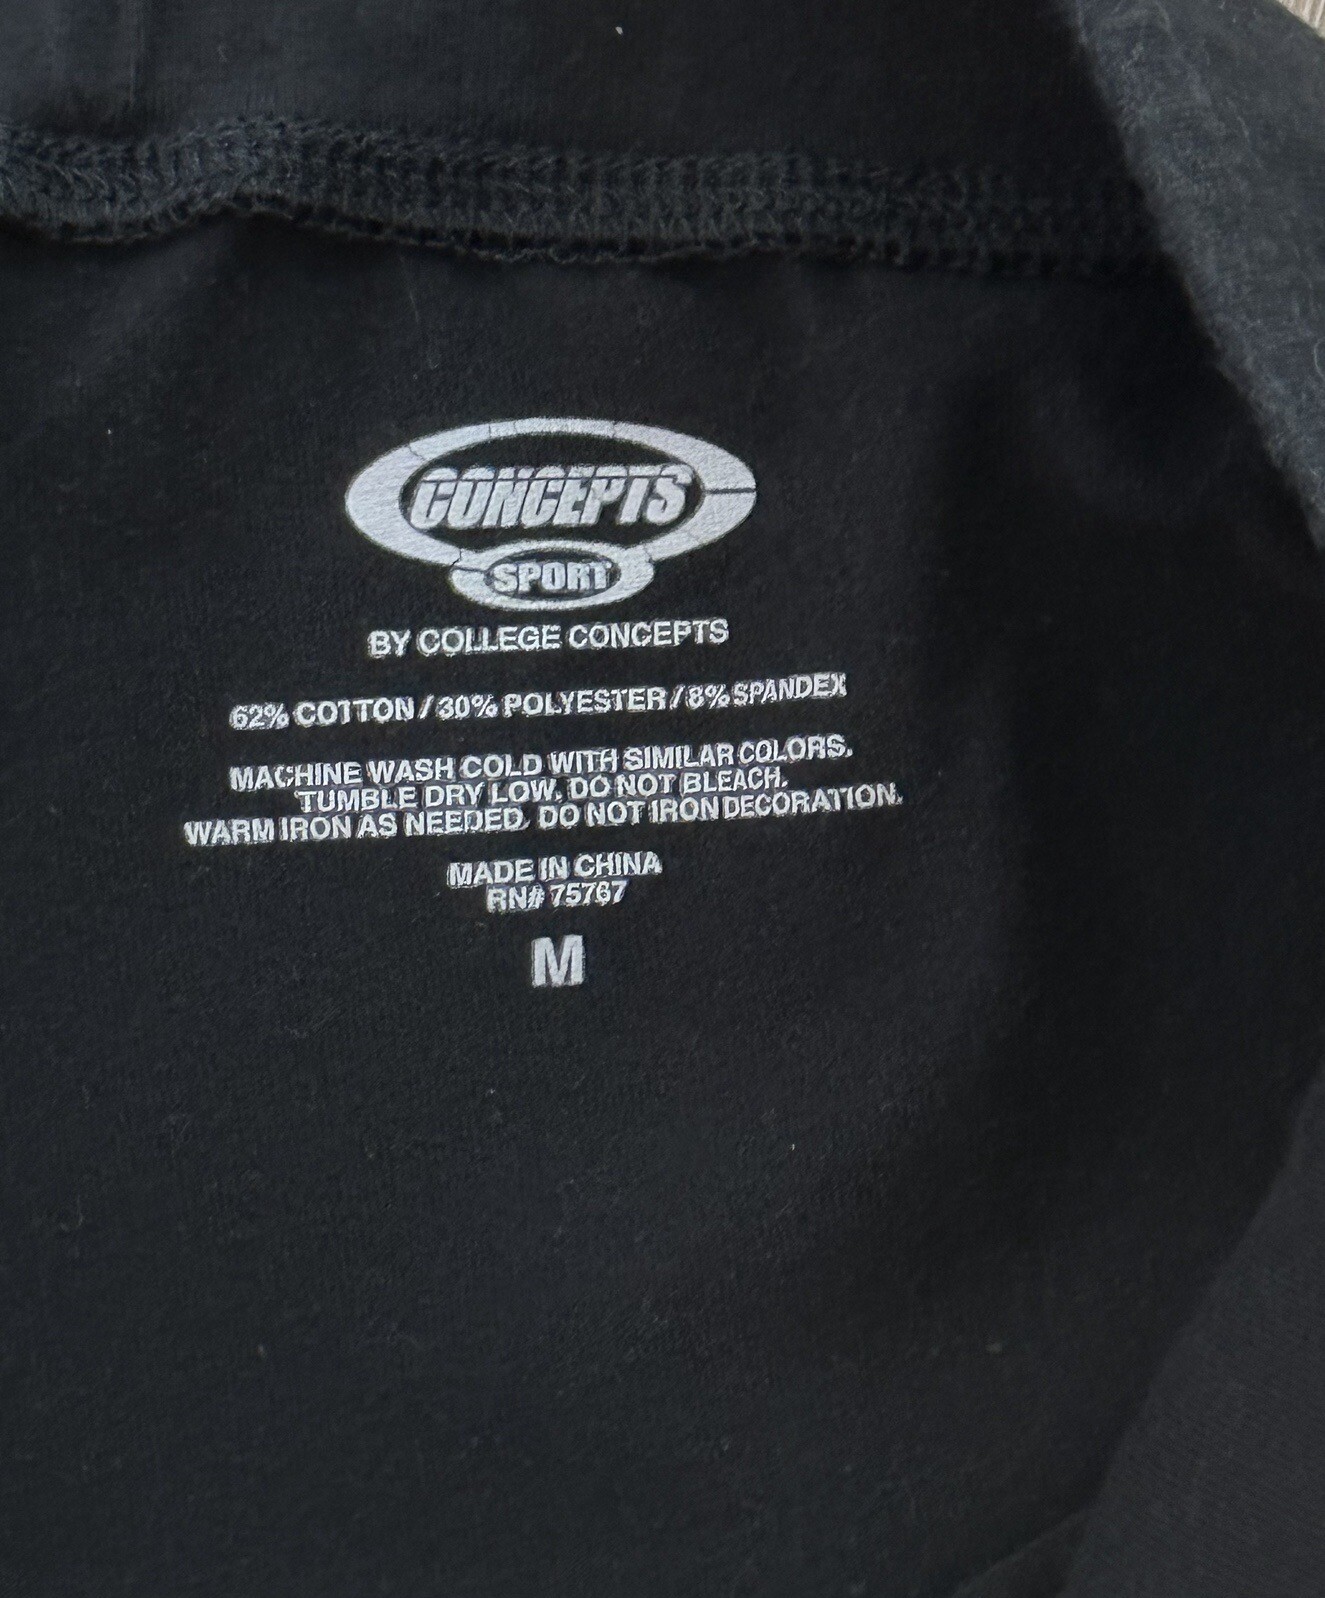 CONCEPTS
SPORT
BY COLLEGE CONCEPTS
62% COTTON / 30% POLYESTER / 8% SPANDEX
MACHINE WASH COLD WITH SIMILAR COLORS.
TUMBLE DRY LOW. DO NOT BLEACH.
WARM IRON AS NEEDED. DO NOT IRON DECORATION.
MADE IN CHINA
RN# 75767
M